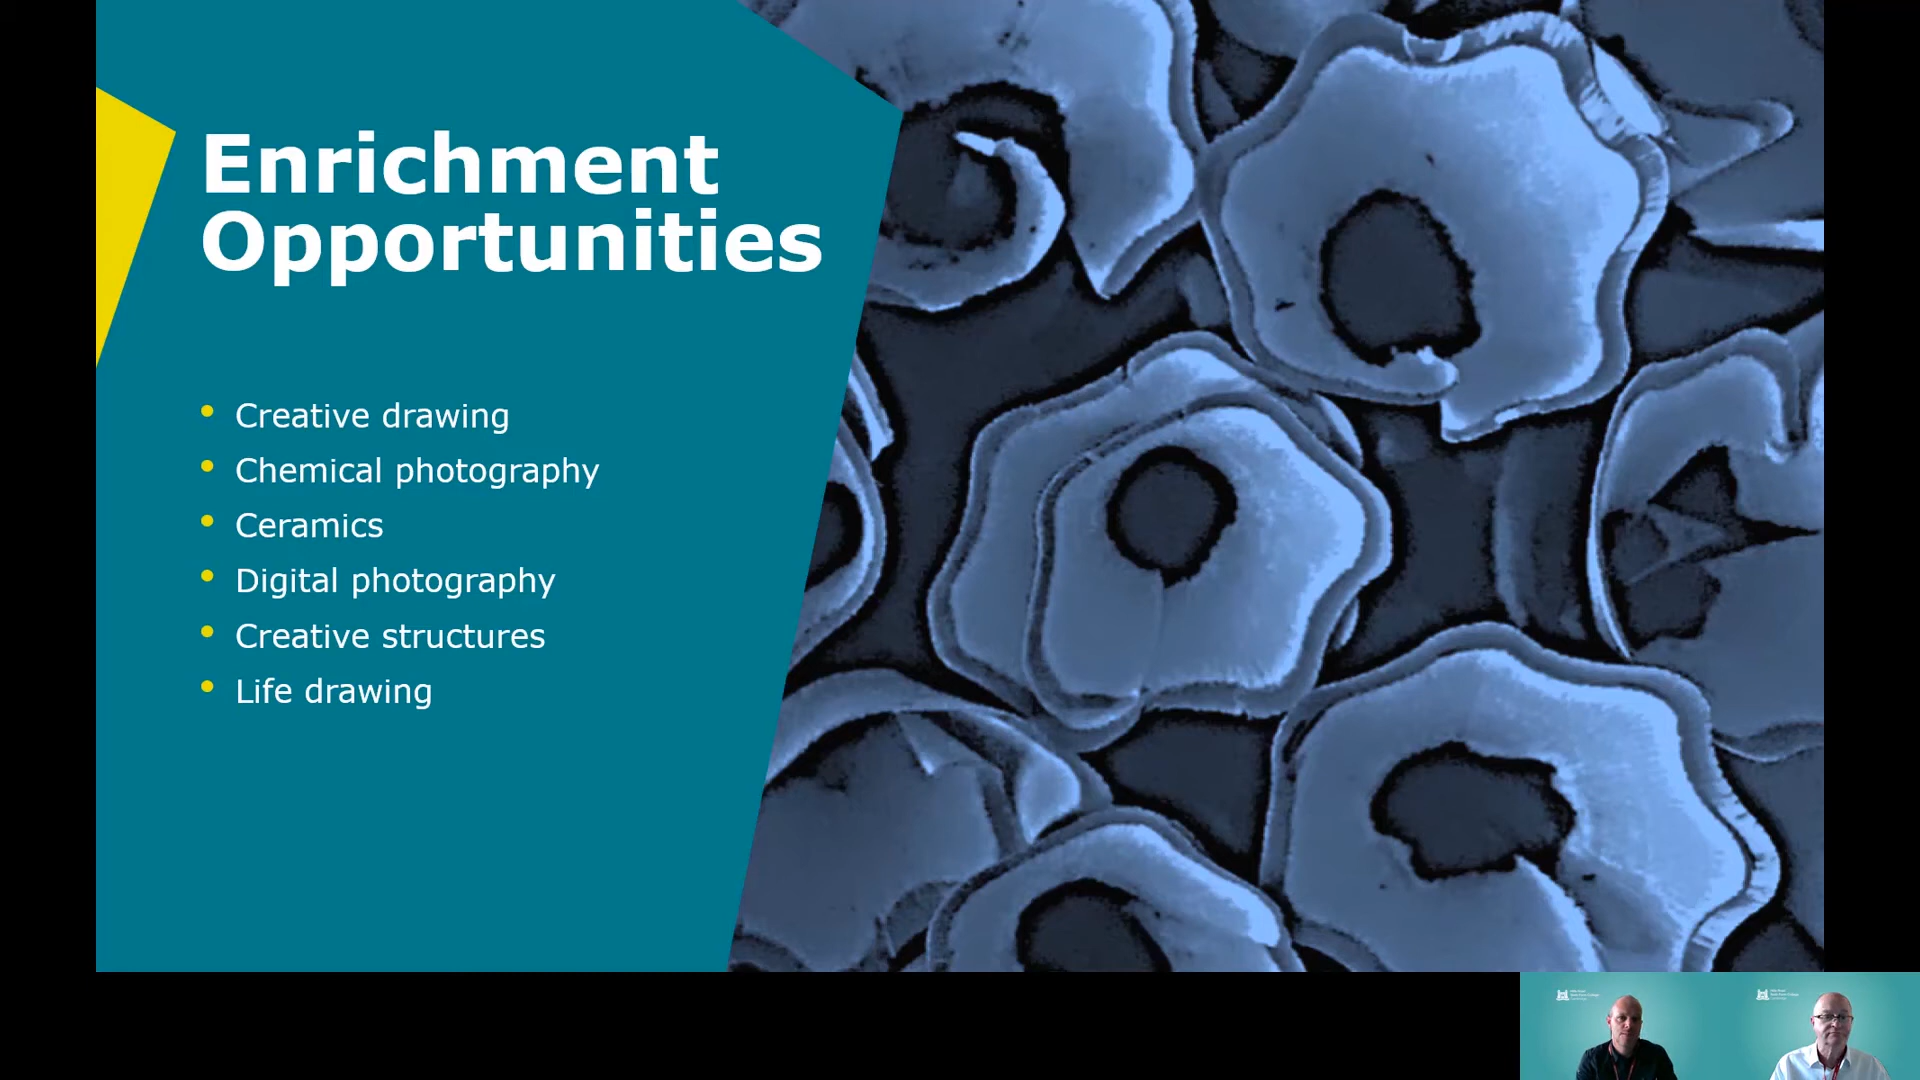 Enrichment
Opportunities
Creative drawing
Chemical photography
Ceramics
Digital photography
Creative structures
Life drawing